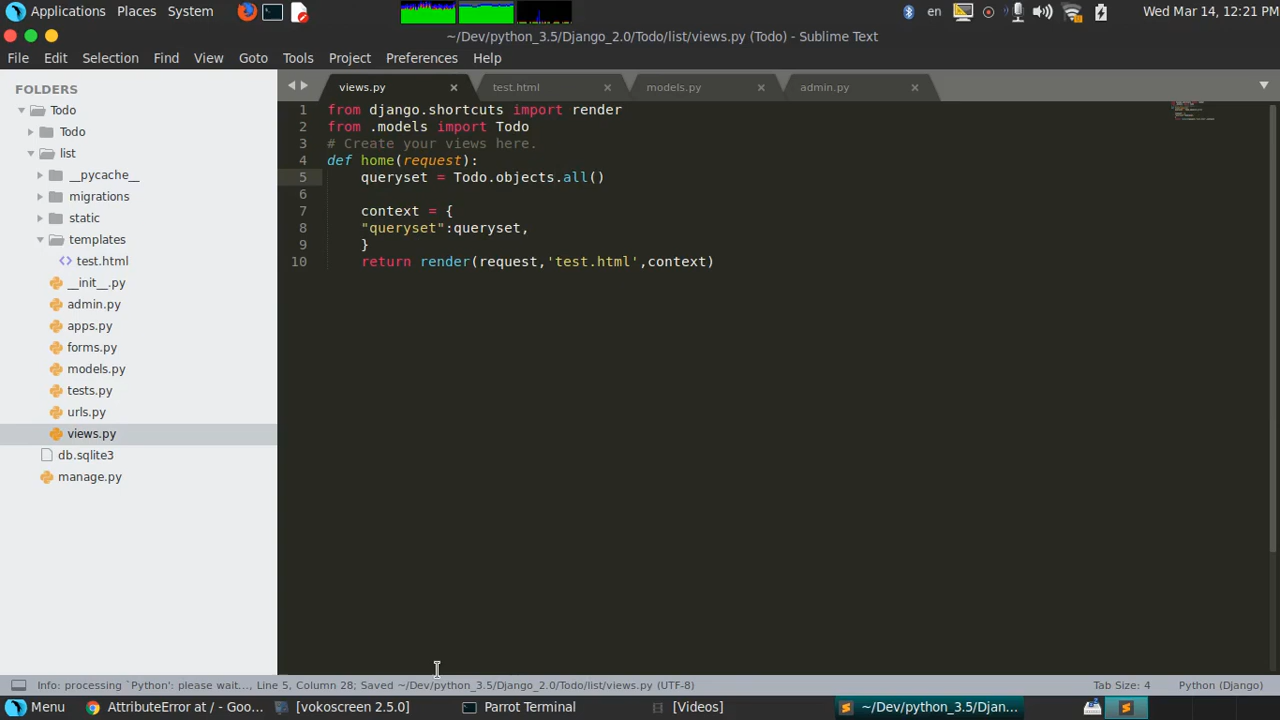 Applications Places System en Wed Mar 14, 12:21 PM
~/Dev/python_3.5/Django_2.0/Todo/list/views.py (Todo) - Sublime Text
File Edit Selection Find View Goto Tools Project Preferences Help
FOLDERS
Todo
Todo
list
__pycache__
migrations
static
templates
test.html
__init__.py
admin.py
apps.py
forms.py
models.py
tests.py
urls.py
views.py
db.sqlite3
manage.py
views.py test.html models.py admin.py
1 from django.shortcuts import render
2 from .models import Todo
3 # Create your views here.
4 def home(request):
5 queryset = Todo.objects.all()
6
7 context = {
8 "queryset":queryset,
9 }
10 return render(request,'test.html',context)
Info: processing `Python': please wait..., Line 5, Column 28; Saved ~/Dev/python_3.5/Django_2.0/Todo/list/views.py (UTF-8) Tab Size: 4 Python (Django)
Menu AttributeError at / - Goo... [vokoscreen 2.5.0] Parrot Terminal [Videos] ~/Dev/python_3.5/Djan...